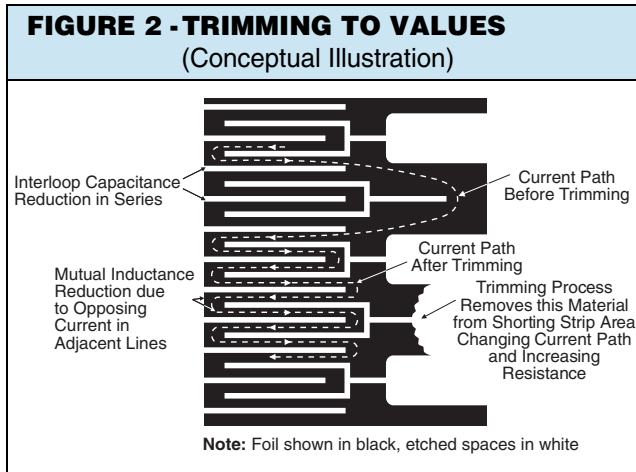 FIGURE 2 - TRIMMING TO VALUES
(Conceptual Illustration)
Interloop Capacitance
Reduction in Series
Current Path
Before Trimming
Mutual Inductance
Reduction due
to Opposing
Current in
Adjacent Lines
Current Path
After Trimming
Trimming Process
Removes this Material
from Shorting Strip Area
Changing Current Path
and Increasing
Resistance
Note: Foil shown in black, etched spaces in white